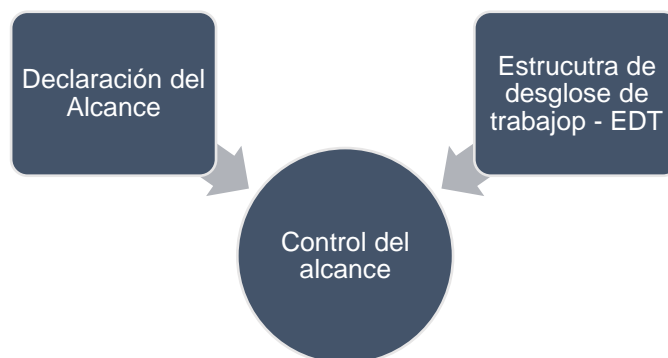 Declaración del
Alcance
Estrucutra de
desglose de
trabajop - EDT
Control del
alcance